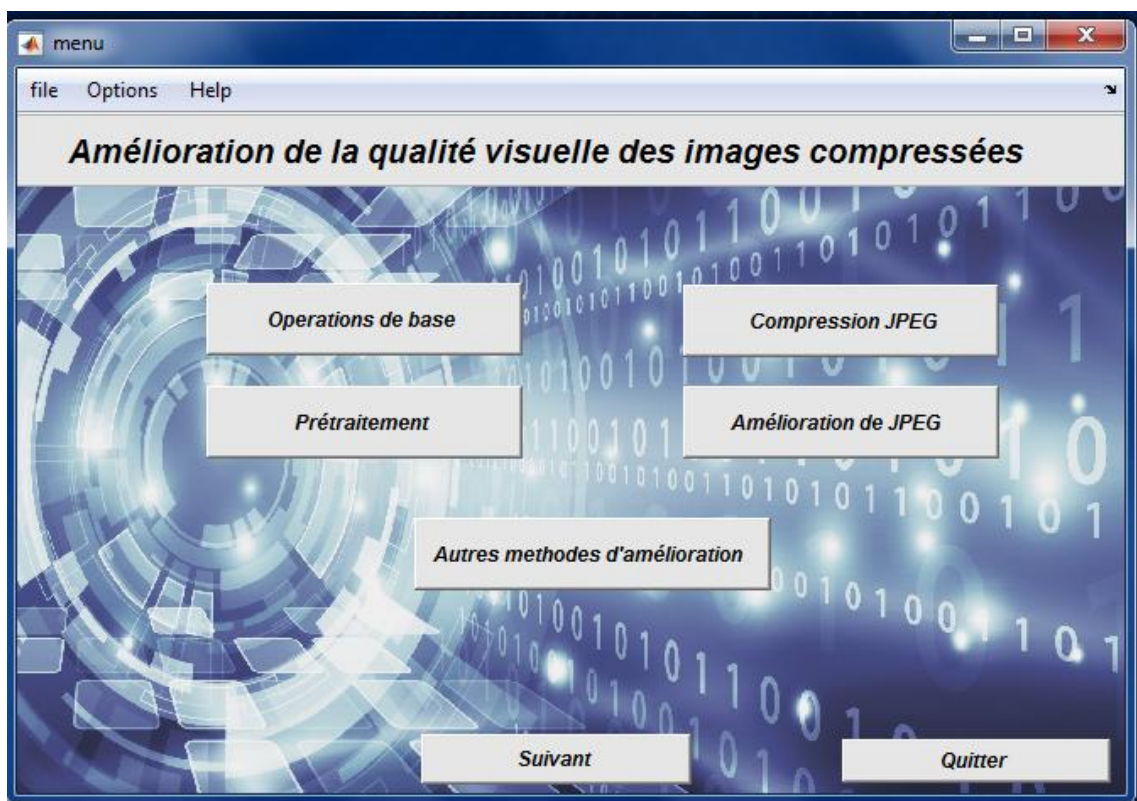 menu
file Options Help
Amélioration de la qualité visuelle des images compressées
Operations de base
Compression JPEG
Prétraitement
Amélioration de JPEG
Autres methodes d'amélioration
Suivant
Quitter